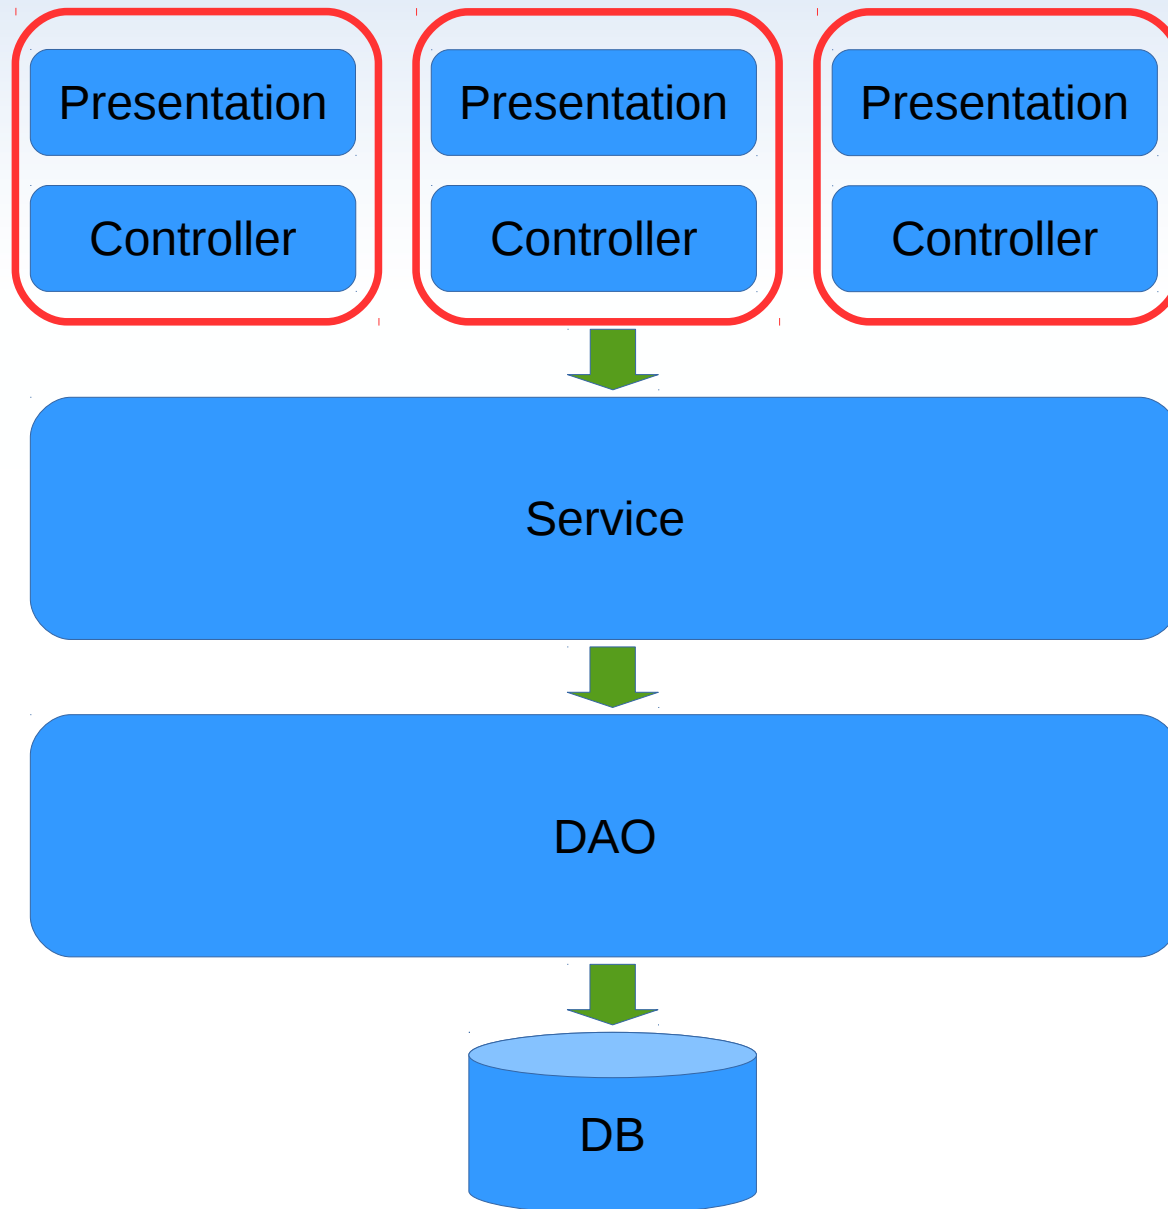 Presentation
Presentation
Presentation
Controller
Controller
Controller
Service
DAO
DB